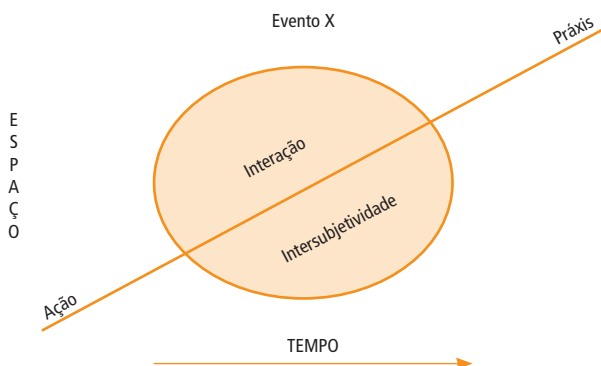 Evento X
Práxis
E
S
P
A
Ç
O
Interação
Intersubjetividade
Ação
TEMPO